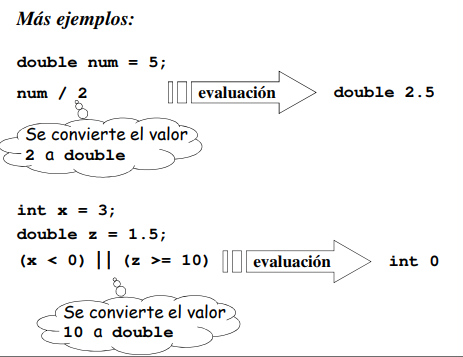 Más ejemplos:
double num = 5;
num / 2
evaluación
double 2.5
Se convierte el valor
2 a double
int x = 3;
double z = 1.5;
(x < 0) || (z >= 10)
evaluación
int 0
Se convierte el valor
10 a double